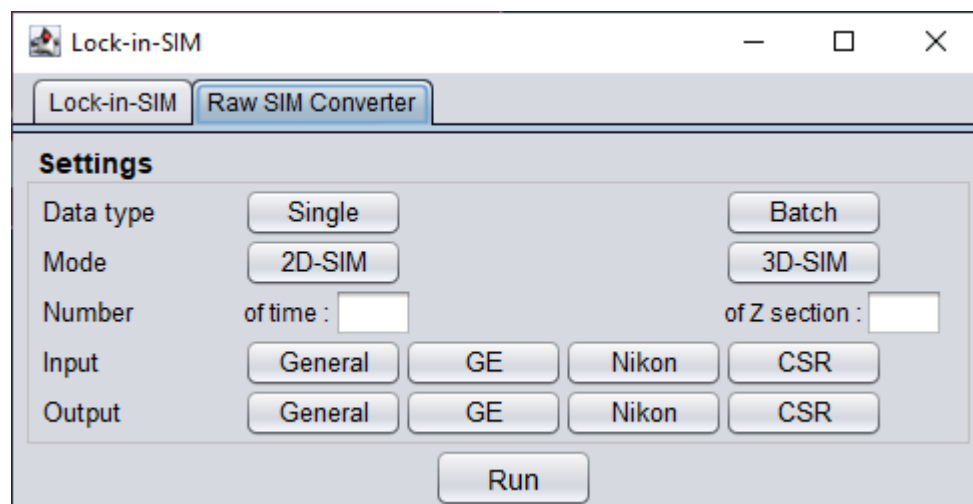 Lock-in-SIM
Lock-in-SIM Raw SIM Converter
Settings
Data type Single Batch
Mode 2D-SIM 3D-SIM
Number of time : of Z section :
Input General GE Nikon CSR
Output General GE Nikon CSR
Run